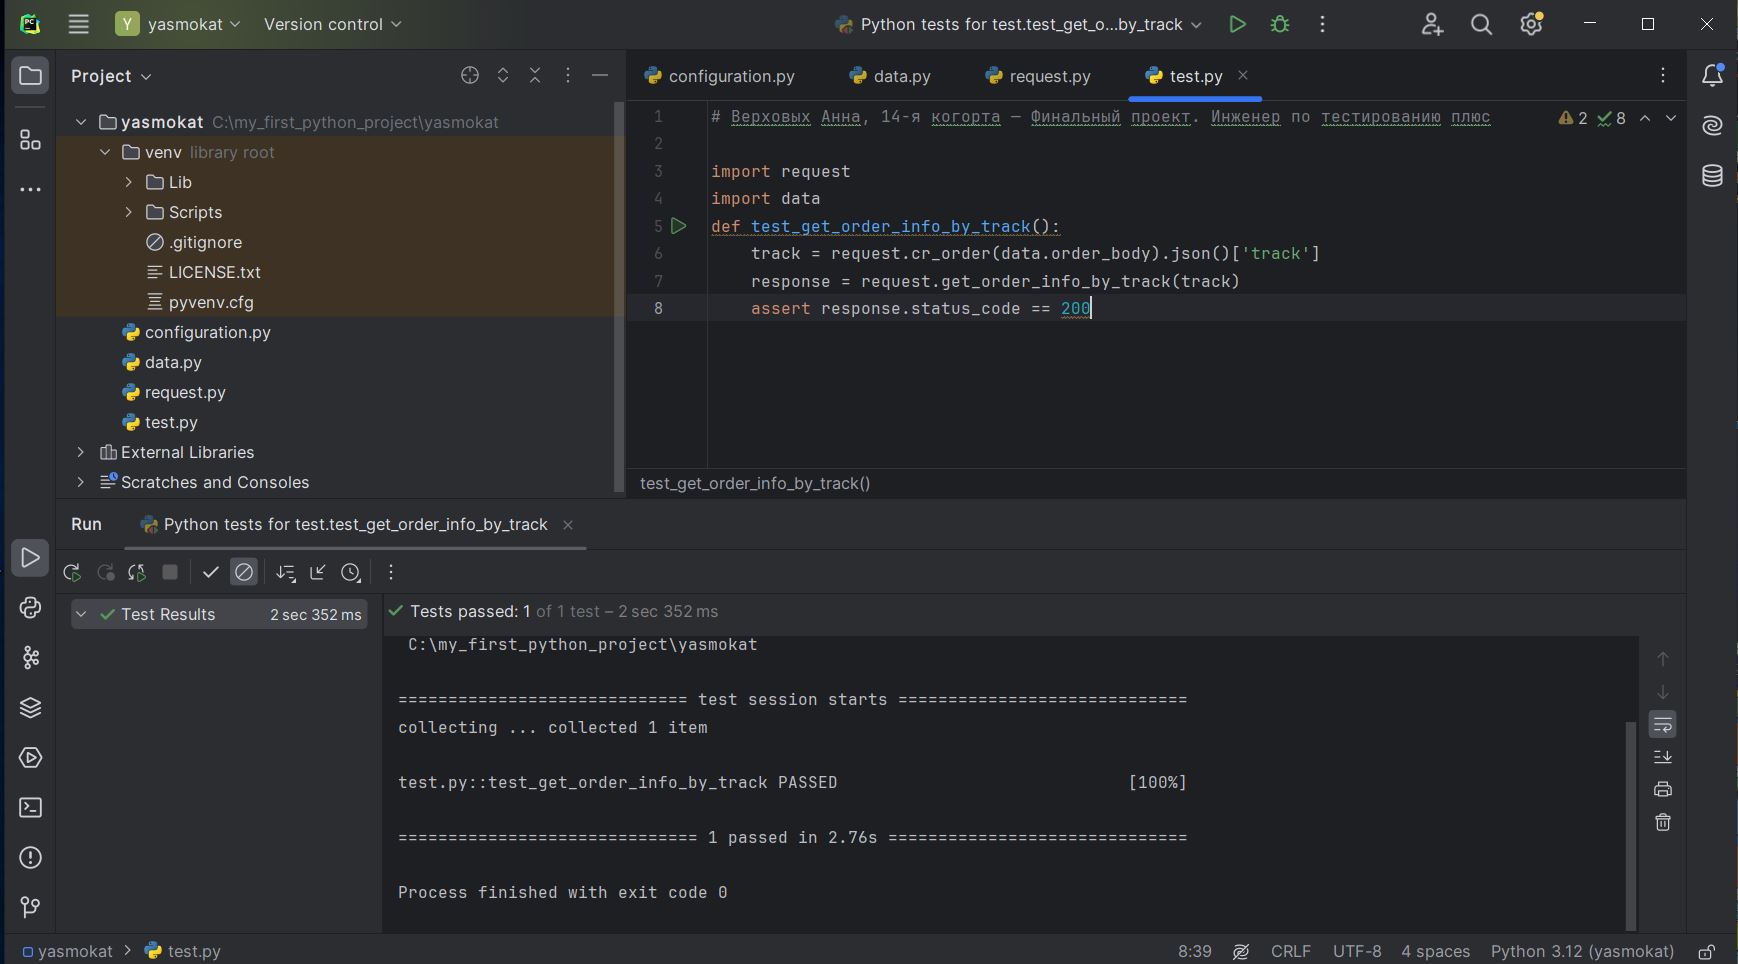 Y yasmokat Version control Python tests for test.test_get_o...by_track
Project
configuration.py data.py request.py test.py
yasmokat C:\my_first_python_project\yasmokat
venv library root
Lib
Scripts
.gitignore
LICENSE.txt
pyvenv.cfg
configuration.py
data.py
request.py
test.py
External Libraries
Scratches and Consoles
1 # Верховых Анна, 14-я когорта — Финальный проект. Инженер по тестированию плюс 2 8
2
3 import request
4 import data
5 def test_get_order_info_by_track():
6 track = request.cr_order(data.order_body).json()['track']
7 response = request.get_order_info_by_track(track)
8 assert response.status_code == 200
test_get_order_info_by_track()
Run Python tests for test.test_get_order_info_by_track
Test Results 2 sec 352 ms
Tests passed: 1 of 1 test – 2 sec 352 ms
C:\my_first_python_project\yasmokat
============================= test session starts =============================
collecting ... collected 1 item
test.py::test_get_order_info_by_track PASSED [100%]
============================== 1 passed in 2.76s ==============================
Process finished with exit code 0
yasmokat > test.py 8:39 CRLF UTF-8 4 spaces Python 3.12 (yasmokat)